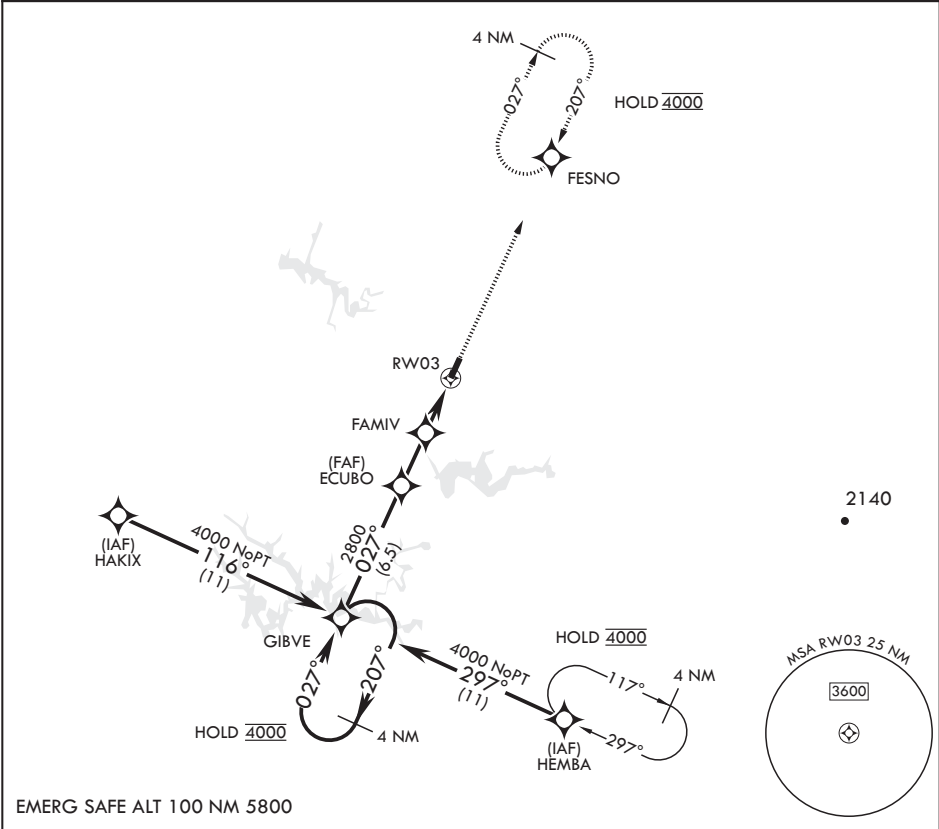 4 NM
027°
207°
HOLD 4000
FESNO
RW03
FAMIV
(FAF)
ECUBO
2140
(IAF)
HAKIX
4000 NoPT
116°
(11)
2800
027°
(6.5)
GIBVE
HOLD 4000
4000 NoPT
297°
(11)
117°
4 NM
297°
(IAF)
HEMBA
027°
207°
HOLD 4000
4 NM
MSA RW03 25 NM
3600
EMERG SAFE ALT 100 NM 5800